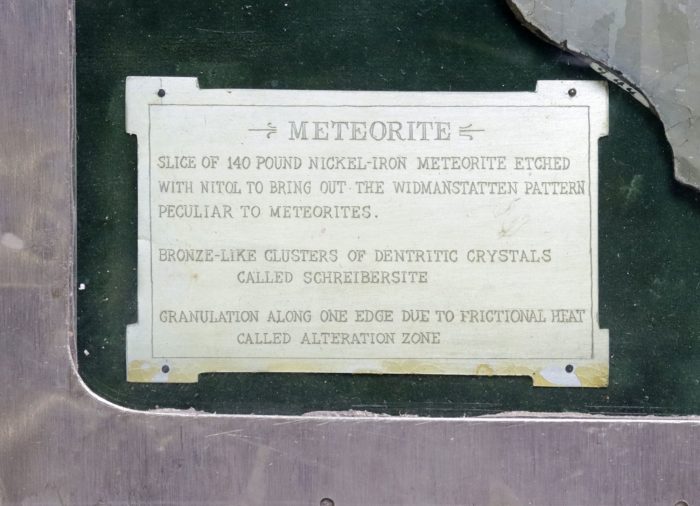 METEORITE
SLICE OF 140 POUND NICKEL-IRON METEORITE ETCHED
WITH NITOL TO BRING OUT THE WIDMANSTATTEN PATTERN
PECULIAR TO METEORITES.
BRONZE-LIKE CLUSTERS OF DENTRITIC CRYSTALS
CALLED SCHREIBERSITE
GRANULATION ALONG ONE EDGE DUE TO FRICTIONAL HEAT
CALLED ALTERATION ZONE